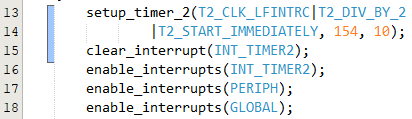 13 setup_timer_2(T2_CLK_LFINTRC|T2_DIV_BY_2
14 |T2_START_IMMEDIATELY, 154, 10);
15 clear_interrupt(INT_TIMER2);
16 enable_interrupts(INT_TIMER2);
17 enable_interrupts(PERIPH);
18 enable_interrupts(GLOBAL);